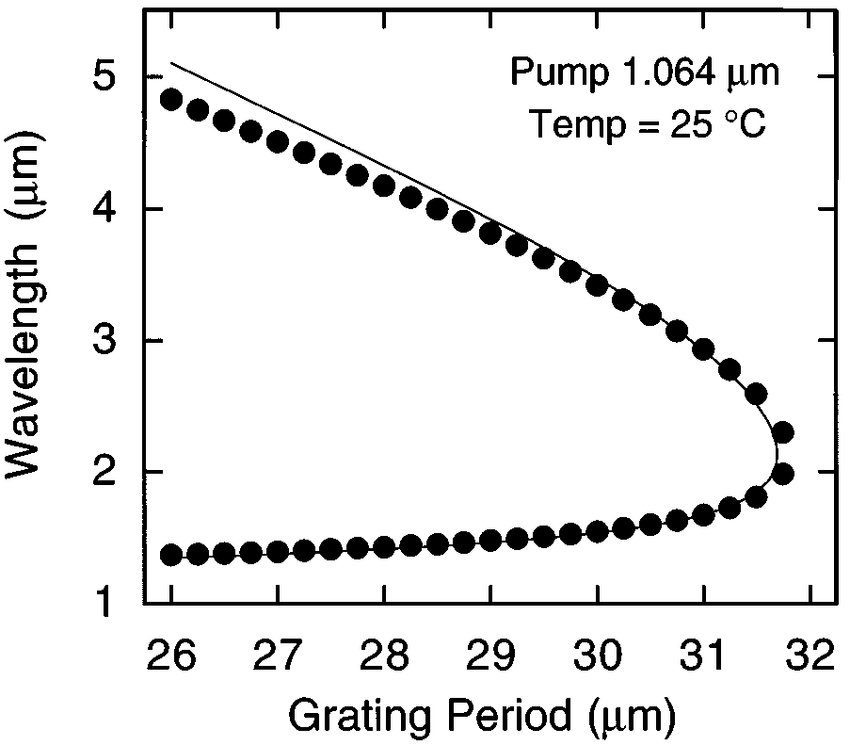 Pump 1.064 μm
Temp = 25 °C
5
4
3
2
1
Wavelength (μm)
26 27 28 29 30 31 32
Grating Period (μm)